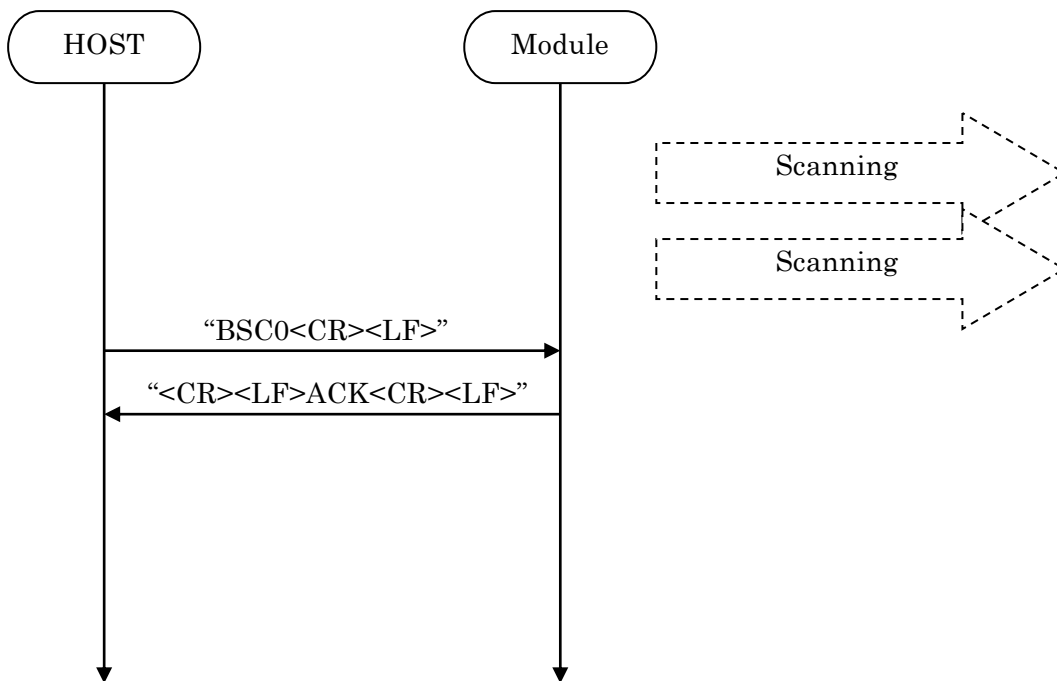 HOST
Module
Scanning
Scanning
“BSC0<CR><LF>”
“<CR><LF>ACK<CR><LF>”